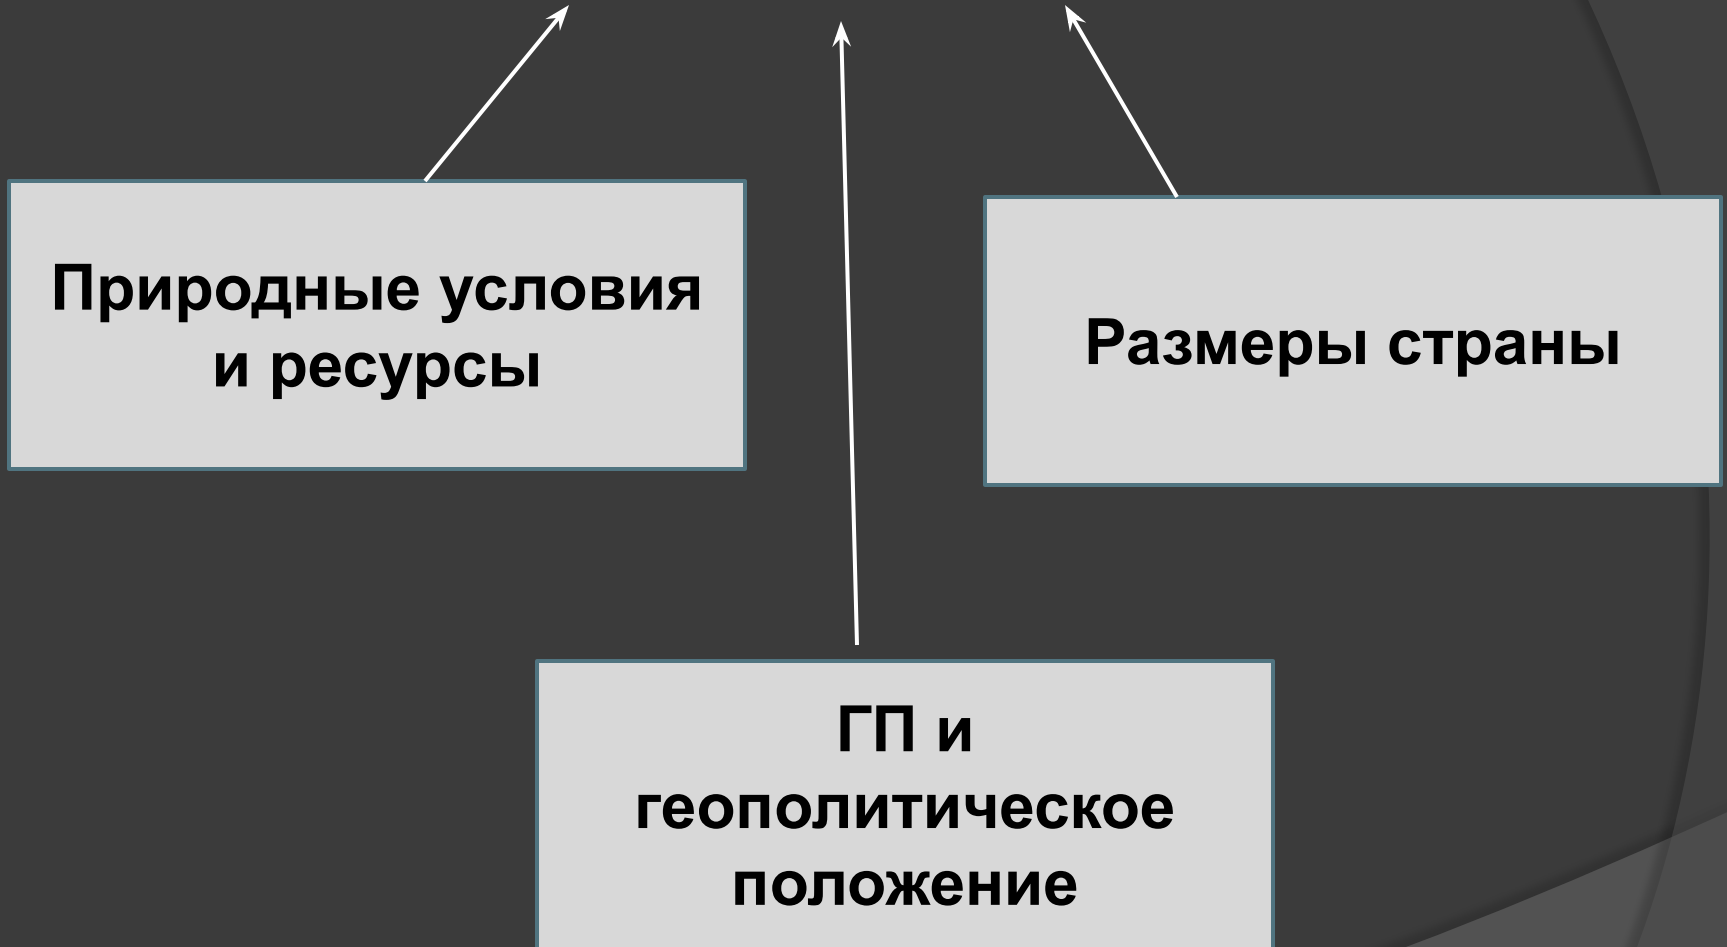 Природные условия
и ресурсы
Размеры страны
ГП и
геополитическое
положение